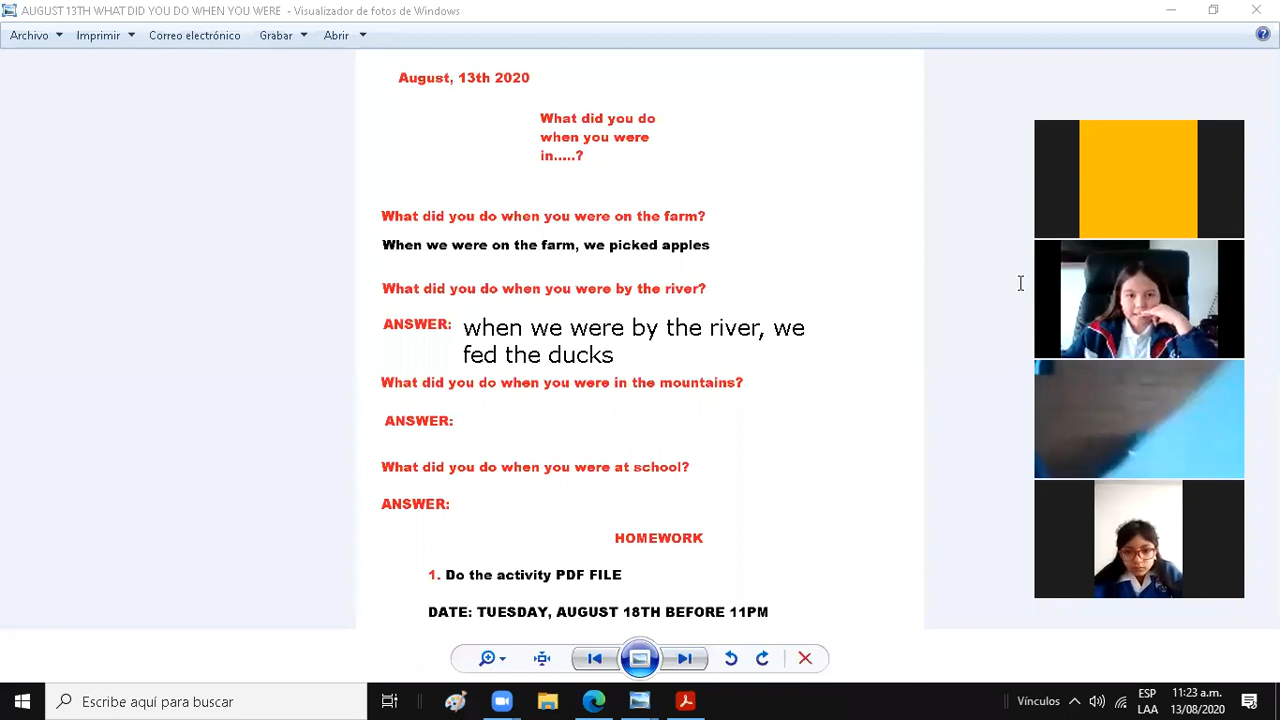 AUGUST 13TH WHAT DID YOU DO WHEN YOU WERE - Visualizador de fotos de Windows
Archivo Imprimir Correo electrónico Grabar Abrir
August, 13th 2020
What did you do
when you were
in.....?
What did you do when you were on the farm?
When we were on the farm, we picked apples
What did you do when you were by the river?
ANSWER: when we were by the river, we
fed the ducks
What did you do when you were in the mountains?
ANSWER:
What did you do when you were at school?
ANSWER:
HOMEWORK
1. Do the activity PDF FILE
DATE: TUESDAY, AUGUST 18TH BEFORE 11PM
Escribe aquí para buscar
Vínculos
ESP
LAA
11:23 a.m.
13/08/2020